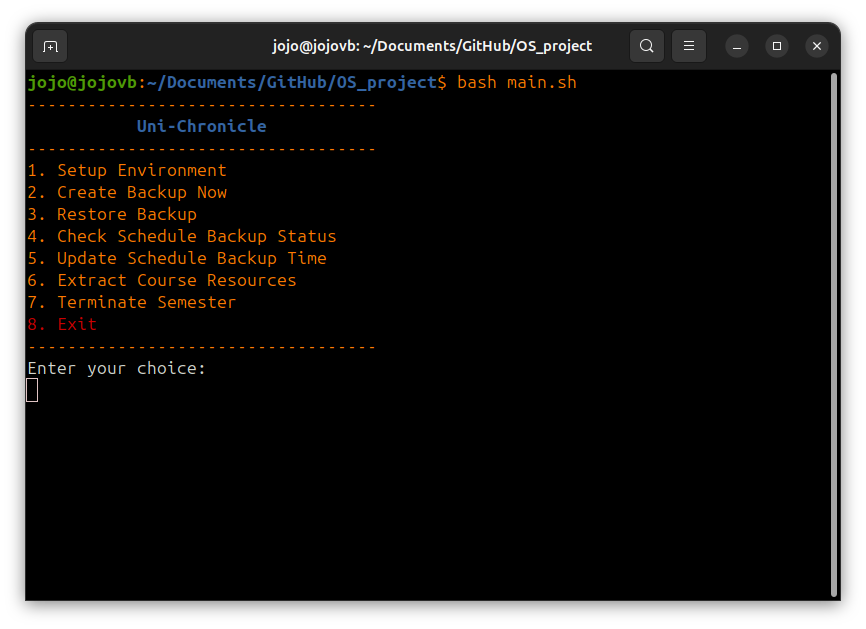 jojo@jojovb: ~/Documents/GitHub/OS_project
jojo@jojovb:~/Documents/GitHub/OS_project$ bash main.sh
-----------------------------------
Uni-Chronicle
-----------------------------------
1. Setup Environment
2. Create Backup Now
3. Restore Backup
4. Check Schedule Backup Status
5. Update Schedule Backup Time
6. Extract Course Resources
7. Terminate Semester
8. Exit
-----------------------------------
Enter your choice: